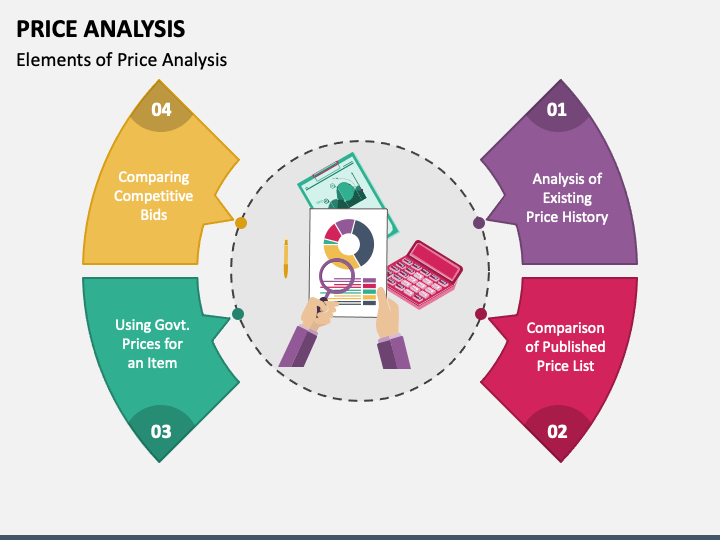 PRICE ANALYSIS
Elements of Price Analysis
01
Analysis of
Existing
Price History
02
Comparison
of Published
Price List
03
Using Govt.
Prices for
an Item
04
Comparing
Competitive
Bids